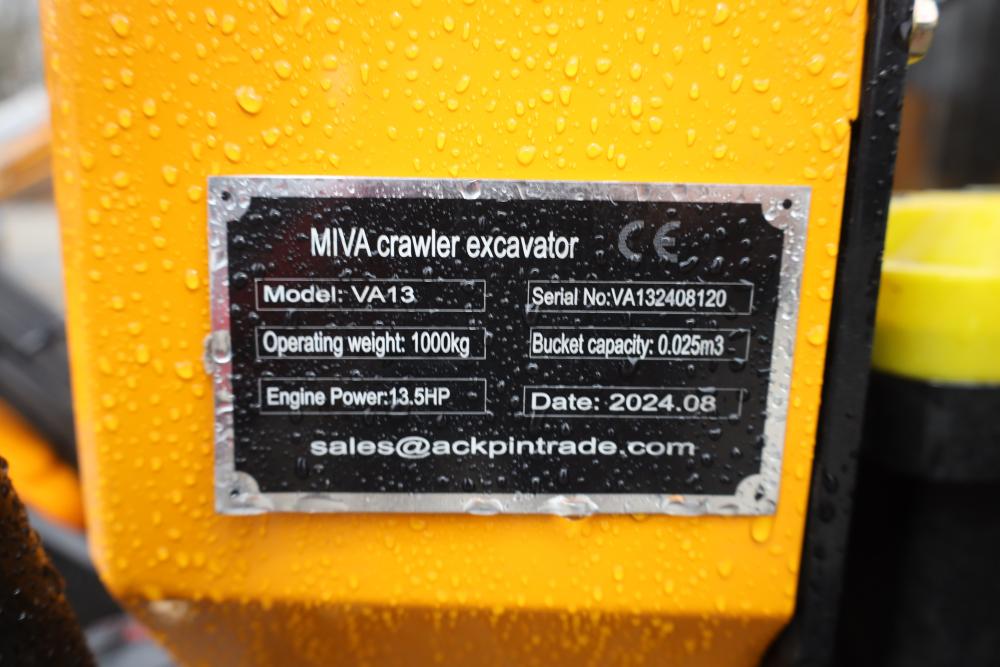 MIVA crawler excavator CE
Model: VA13
Serial No:VA132408120
Operating weight: 1000kg
Bucket capacity: 0.025m3
Engine Power:13.5HP
Date: 2024.08
sales@ackpintrade.com